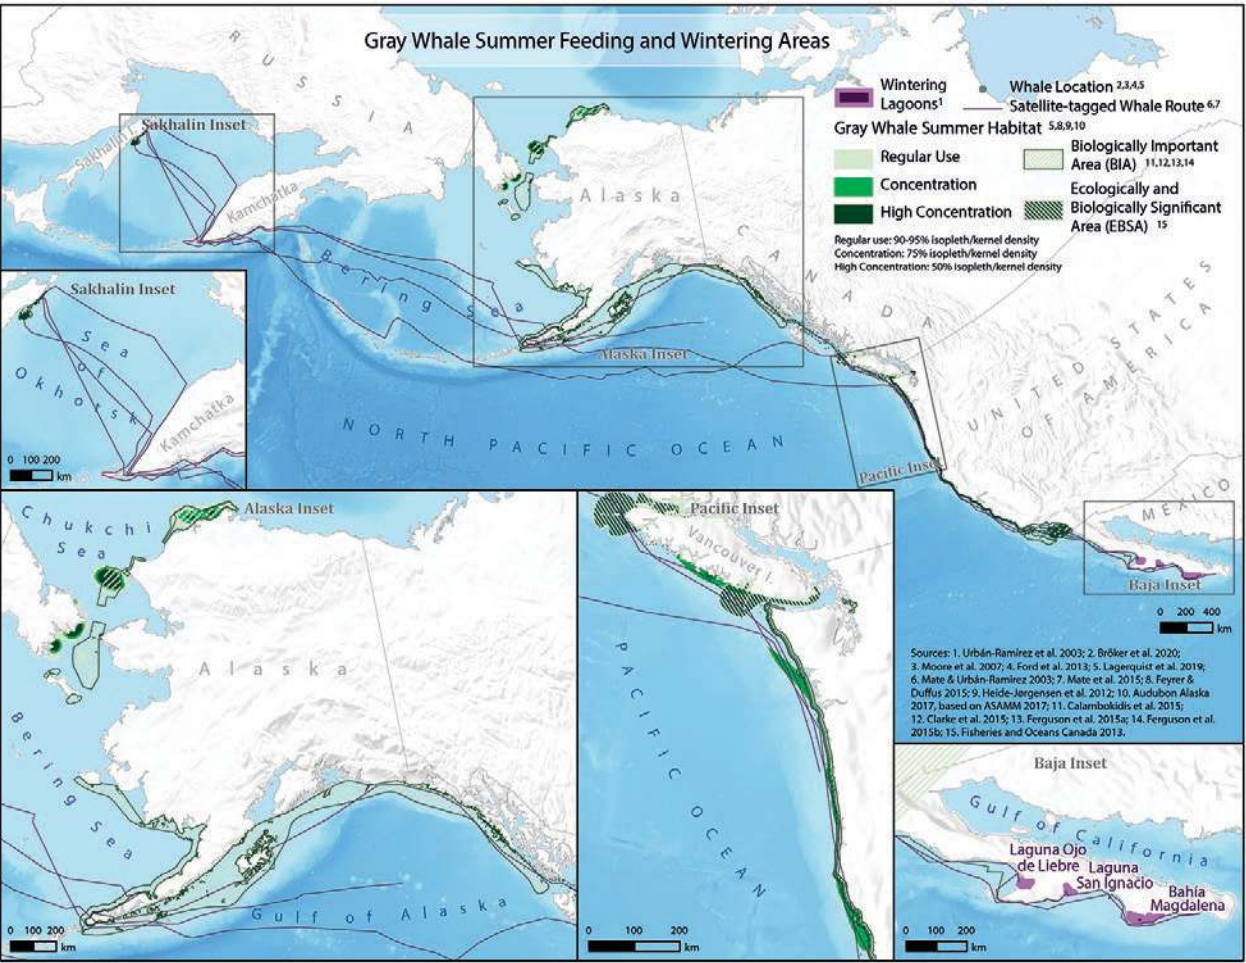 Gray Whale Summer Feeding and Wintering Areas
Wintering
Lagoons1
Whale Location 2,3,4,5
Satellite-tagged Whale Route 6,7
Gray Whale Summer Habitat 5,8,9,10
Regular Use
Concentration
High Concentration
Biologically Important
Area (BIA) 11,12,13,14
Ecologically and
Biologically Significant
Area (EBSA) 15
Regular use: 90-95% isopleth/kernel density
Concentration: 75% isopleth/kernel density
High Concentration: 50% isopleth/kernel density
RUSSIA
Sakhalin Inset
Sakhalin I.
Kamchatka
Bering Sea
Alaska
CANADA
Alaska Inset
UNITED STATES
OF AMERICA
NORTH PACIFIC OCEAN
Pacific Inset
MEXICO
Baja Inset
0 200 400
km
Sakhalin Inset
Sea
of
Okhotsk
Kamchatka
0 100 200
km
Chukchi
Sea
Alaska Inset
Alaska
Bering Sea
Gulf of Alaska
0 100 200
km
Pacific Inset
Vancouver I.
PACIFIC OCEAN
0 100 200
km
Sources: 1. Urbán-Ramírez et al. 2003; 2. Bröker et al. 2020;
3. Moore et al. 2007; 4. Ford et al. 2013; 5. Lagerquist et al. 2019;
6. Mate & Urbán-Ramirez 2003; 7. Mate et al. 2015; 8. Feyrer &
Duffus 2015; 9. Heide-Jørgensen et al. 2012; 10. Audubon Alaska
2017, based on ASAMM 2017; 11. Calambokidis et al. 2015;
12. Clarke et al. 2015; 13. Ferguson et al. 2015a; 14. Ferguson et al.
2015b; 15. Fisheries and Oceans Canada 2013.
Baja Inset
Gulf of California
Laguna Ojo
de Liebre
Laguna
San Ignacio
Bahía
Magdalena
0 100 200
km